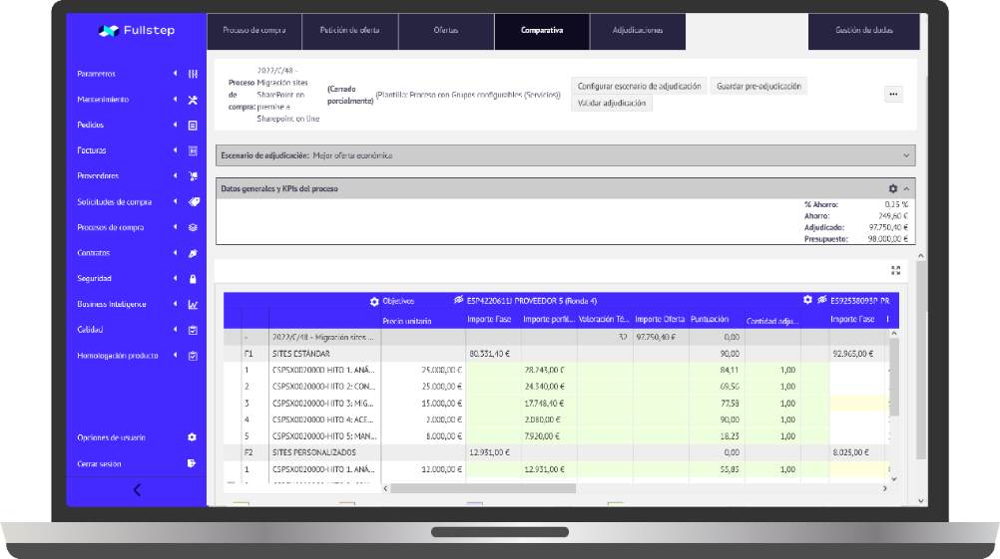 Fullstep
Proceso de compra
Petición de oferta
Ofertas
Comparativa
Adjudicaciones
Gestión de dudas
Parametros
Mantenimiento
Pedidos
Facturas
Proveedores
Solicitudes de compra
Procesos de compra
Contratos
Seguridad
Business Inteligence
Calidad
Homologación producto
Opciones de usuario
Cerrar sesión
Proceso de compra:
2022/C/48 -
Migración sites
SharePoint on
premise a
Sharepoint on line
(Cerrado
parcialmente)
(Plantilla: Proceso con Grupos configurables (Servicios))
Configurar escenario de adjudicación
Guardar pre-adjudicación
Validar adjudicación
...
Escenario de adjudicación: Mejor oferta económica
Datos generales y KPIs del proceso
% Ahorro: 0,25 %
Ahorro: 249,60 €
Adjudicado: 97.750,40 €
Presupuesto: 98.000,00 €
Objetivos ESP4220611J PROVEEDOR 5 (Ronda 4) ES92538093P PR
Precio unitario Importe Fase Importe perfil... Valoración Té... Importe Oferta Puntuación Cantidad adju... Importe Fase
- 2022/C/48 - Migración sites ... 32 97.750,40 € 0,00
F1 SITES ESTÁNDAR 80.331,40 € 90,00 92.965,00 €
1 CSPSX0020000-HITO 1. ANÁ... 25.000,00 € 28.243,00 € 84,11 1,00
2 CSPSX0020000-HITO 2: CON... 25.000,00 € 24.340,00 € 69,56 1,00
3 CSPSX0020000-HITO 3: MIG... 15.000,00 € 17.748,40 € 77,58 1,00
4 CSPSX0020000-HITO 4: ACE... 2.000,00 € 2.080,00 € 90,00 1,00
5 CSPSX0020000-HITO 5: MAN... 8.000,00 € 7.920,00 € 18,23 1,00
F2 SITES PERSONALIZADOS 12.931,00 € 0,00 8.025,00 €
1 CSPSX0020000-HITO 1. ANÁ... 12.000,00 € 12.931,00 € 55,85 1,00